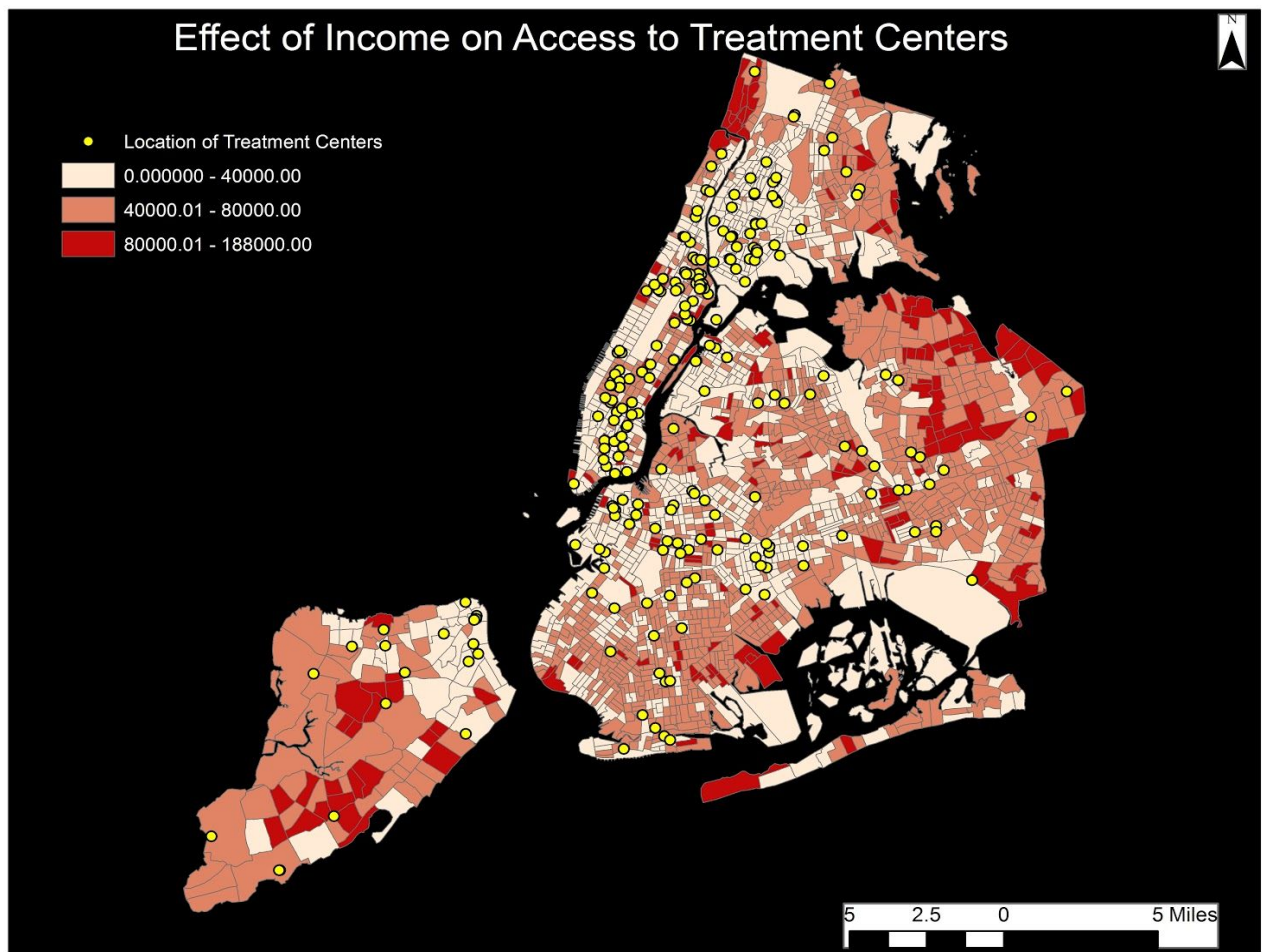 Effect of Income on Access to Treatment Centers
N
Location of Treatment Centers
0.000000 - 40000.00
40000.01 - 80000.00
80000.01 - 188000.00
5 2.5 0 5 Miles